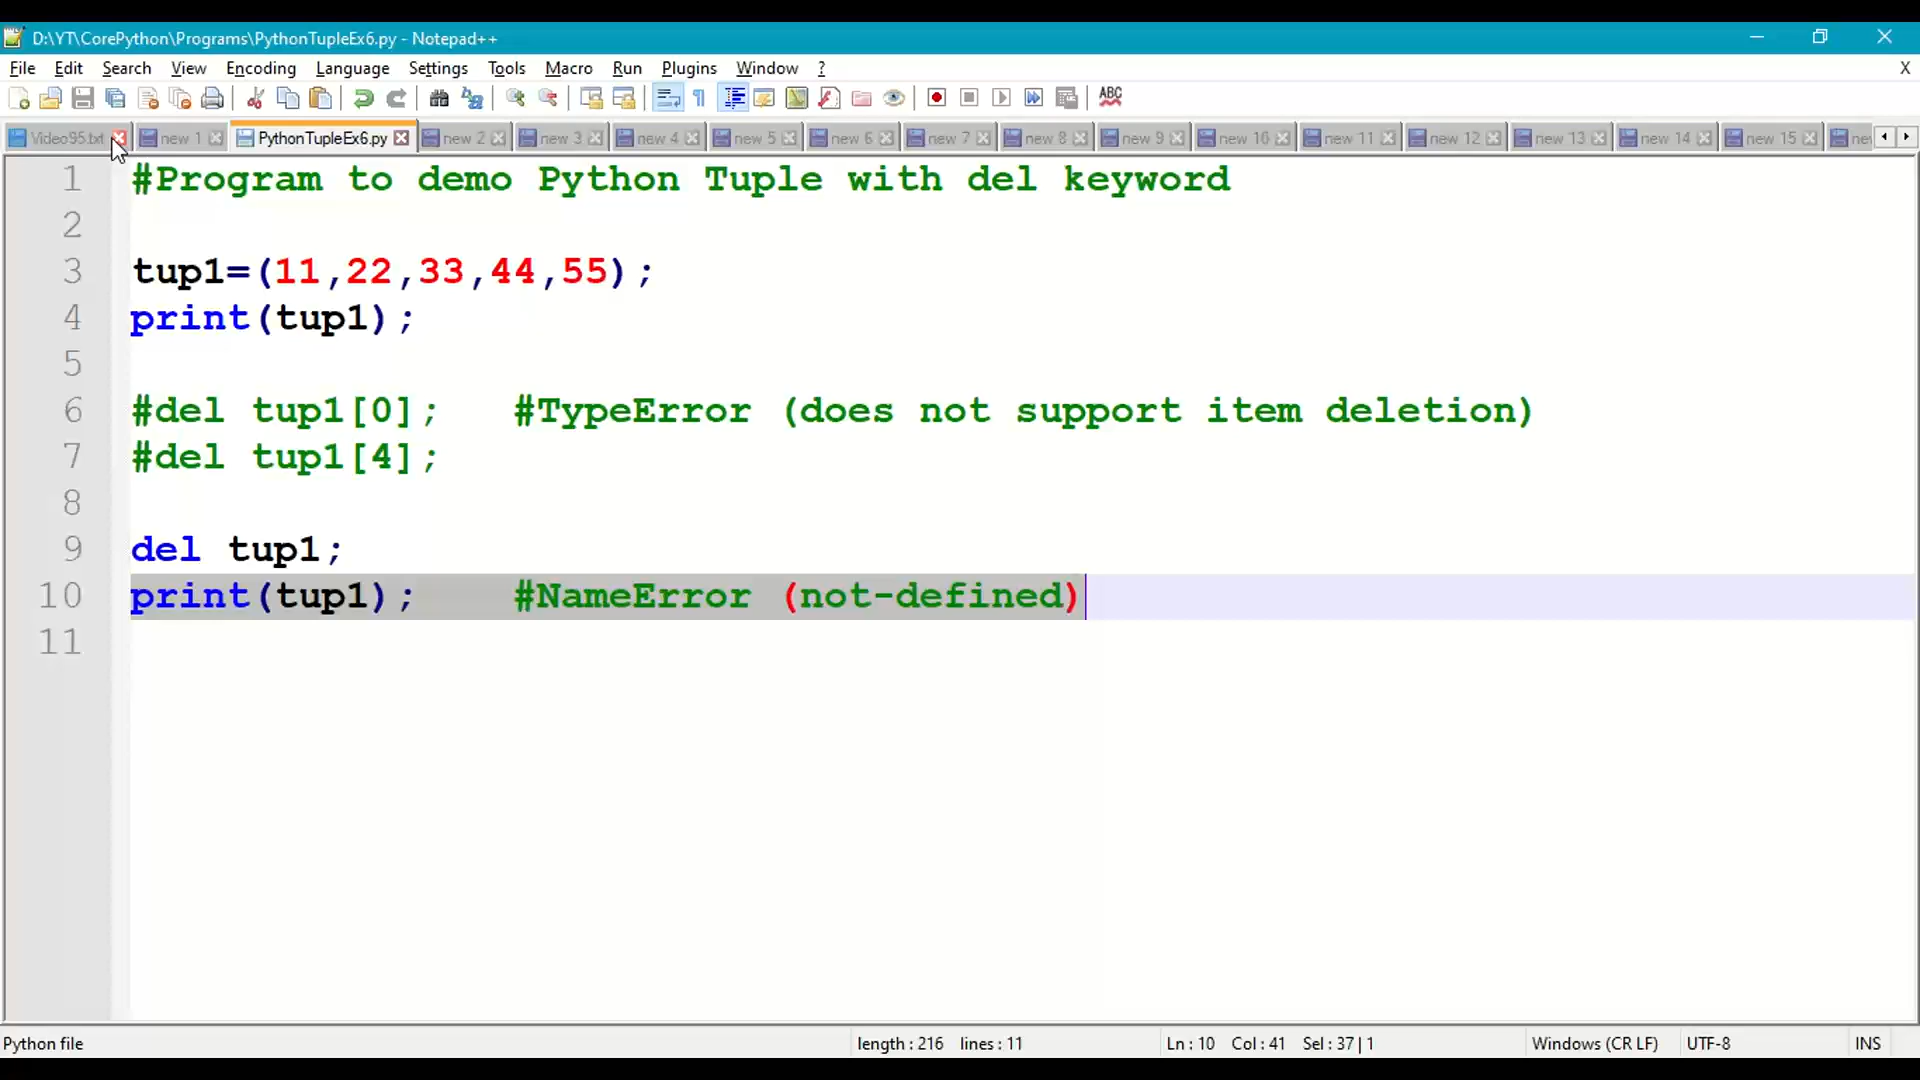 D:\YT\CorePython\Programs\PythonTupleEx6.py - Notepad++
File Edit Search View Encoding Language Settings Tools Macro Run Plugins Window ? X
ABC
Video95.txt new 1 PythonTupleEx6.py new 2 new 3 new 4 new 5 new 6 new 7 new 8 new 9 new 10 new 11 new 12 new 13 new 14 new 15
1 #Program to demo Python Tuple with del keyword
2
3 tup1=(11,22,33,44,55);
4 print(tup1);
5
6 #del tup1[0]; #TypeError (does not support item deletion)
7 #del tup1[4];
8
9 del tup1;
10 print(tup1); #NameError (not-defined)
11
Python file length : 216 lines : 11 Ln : 10 Col : 41 Sel : 37 | 1 Windows (CR LF) UTF-8 INS